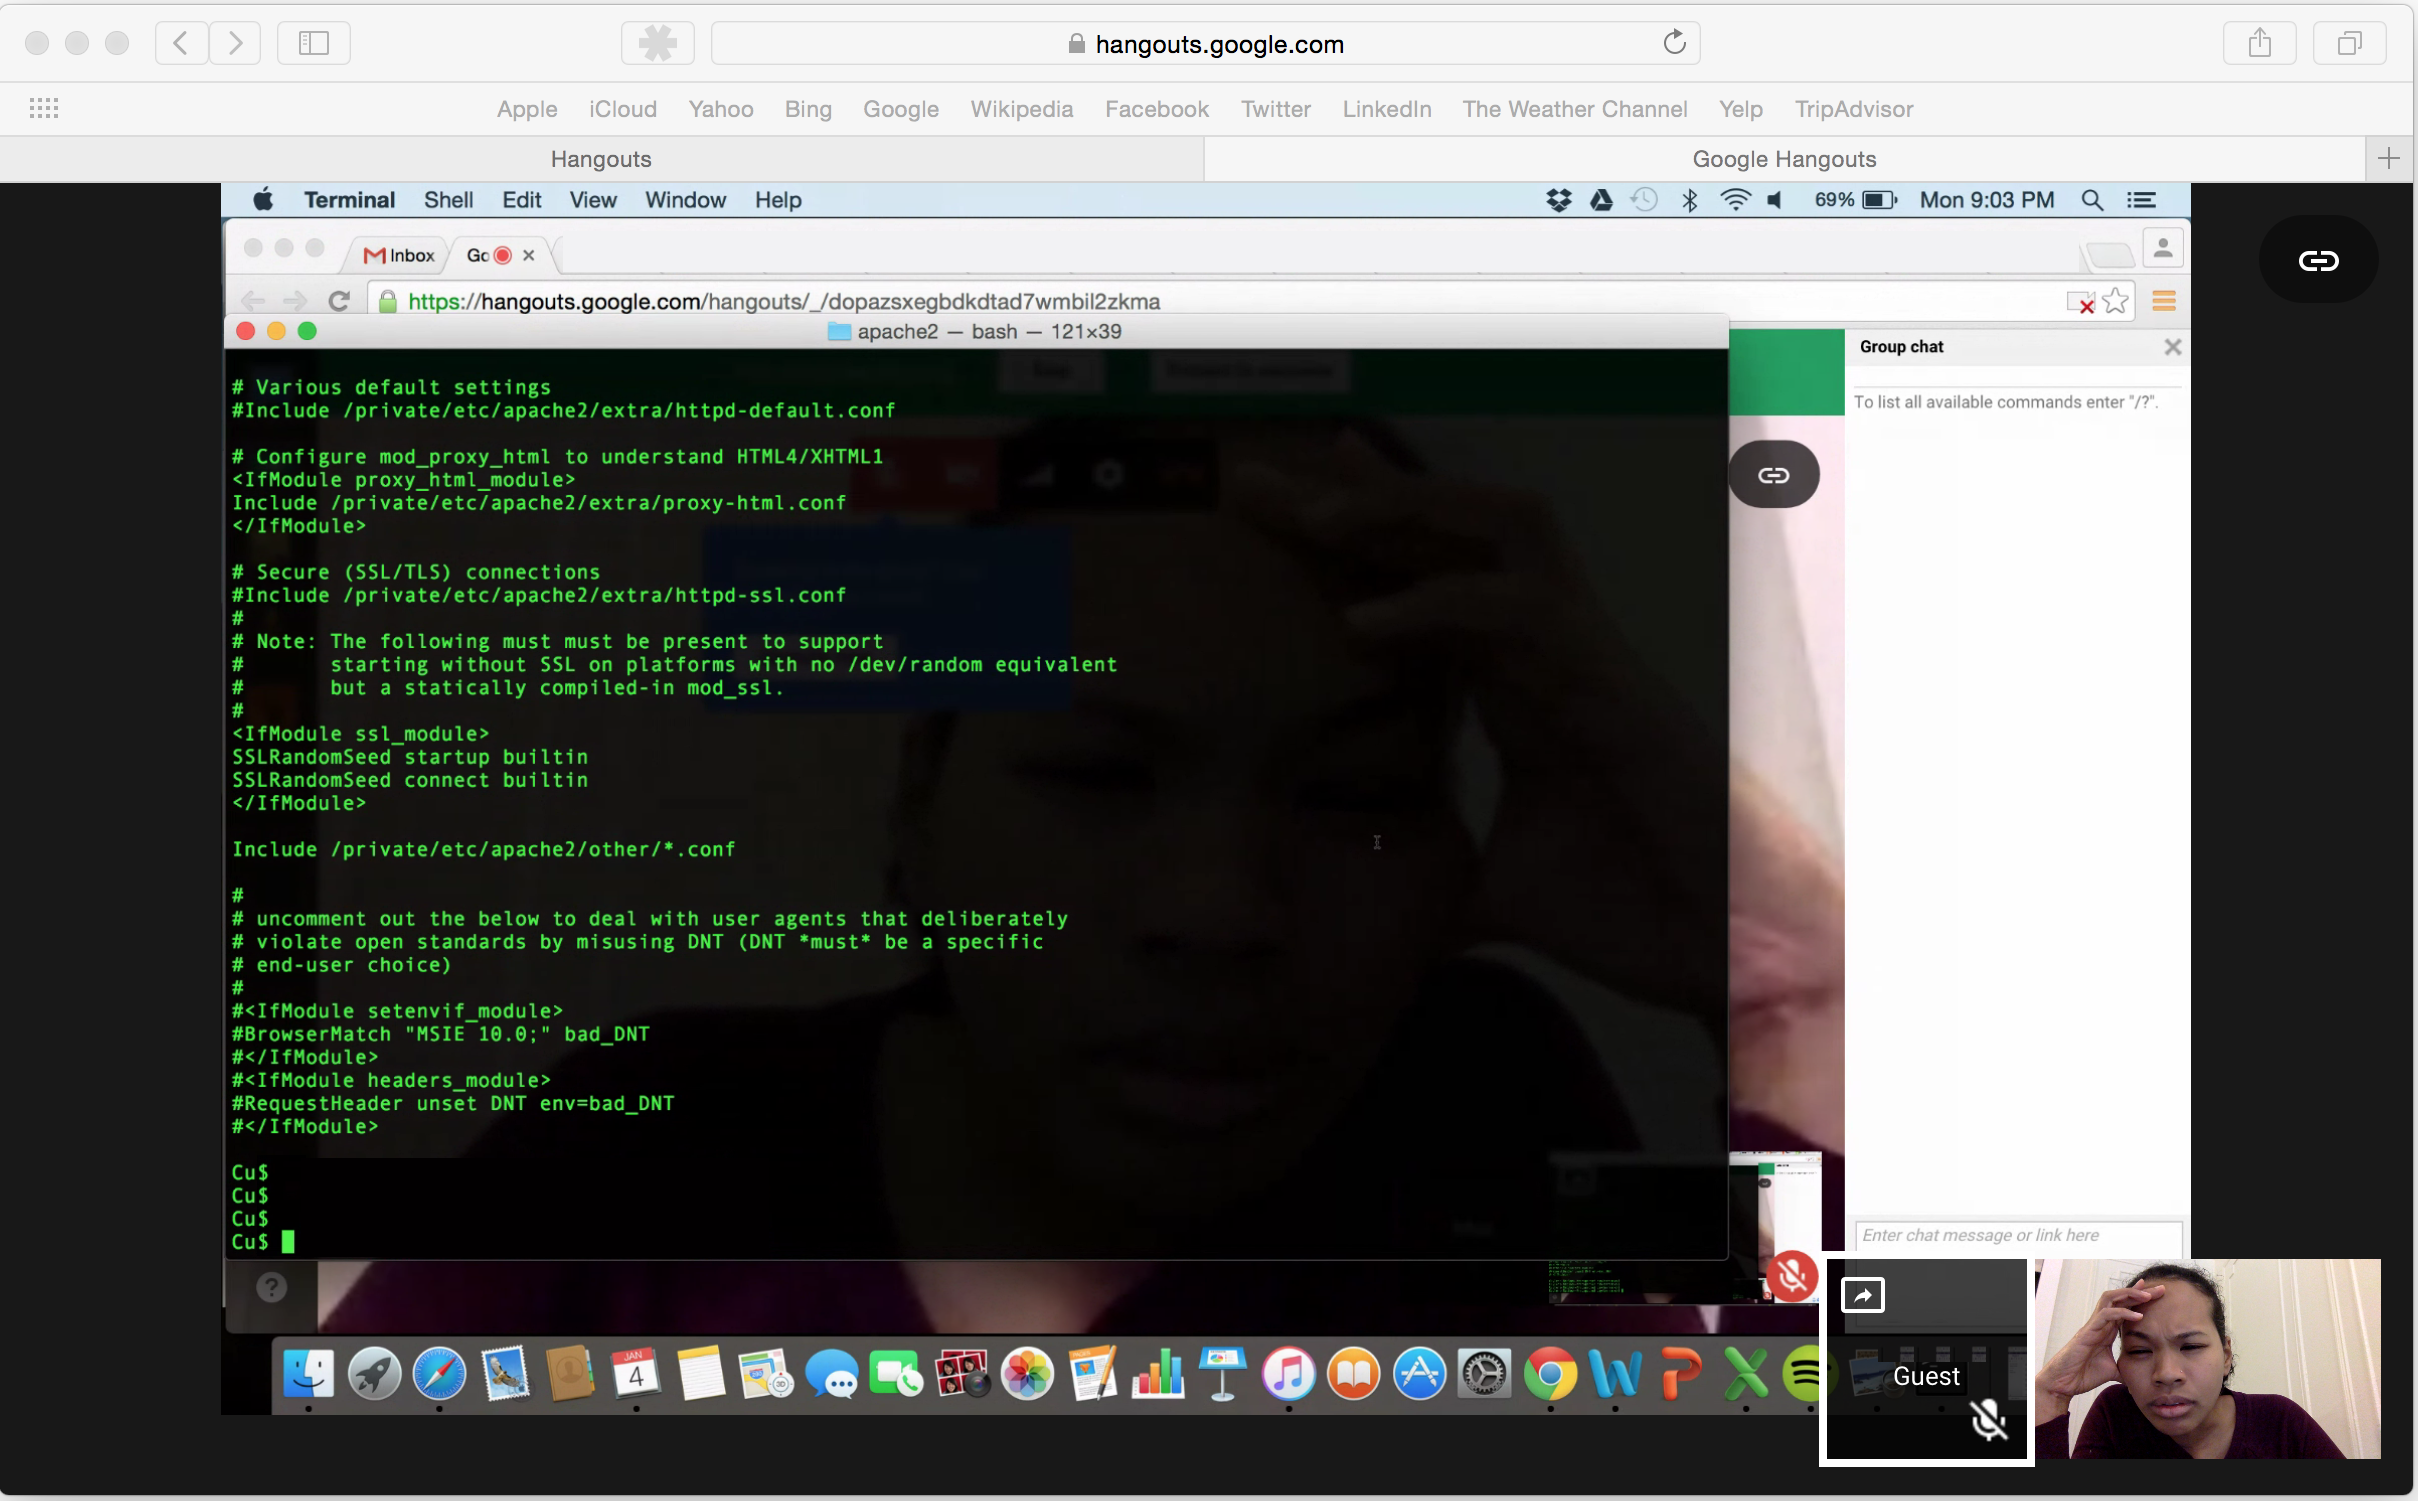 hangouts.google.com
Apple iCloud Yahoo Bing Google Wikipedia Facebook Twitter LinkedIn The Weather Channel Yelp TripAdvisor
Hangouts Google Hangouts
Terminal Shell Edit View Window Help 69% Mon 9:03 PM
Inbox Go
https://hangouts.google.com/hangouts/_/dopazsxegbdkdtad7wmbil2zkma
apache2 — bash — 121×39
Group chat
To list all available commands enter "/?".
# Various default settings
#Include /private/etc/apache2/extra/httpd-default.conf
# Configure mod_proxy_html to understand HTML4/XHTML1
<IfModule proxy_html_module>
Include /private/etc/apache2/extra/proxy-html.conf
</IfModule>
# Secure (SSL/TLS) connections
#Include /private/etc/apache2/extra/httpd-ssl.conf
#
# Note: The following must must be present to support
#       starting without SSL on platforms with no /dev/random equivalent
#       but a statically compiled-in mod_ssl.
#
<IfModule ssl_module>
SSLRandomSeed startup builtin
SSLRandomSeed connect builtin
</IfModule>
Include /private/etc/apache2/other/*.conf
#
# uncomment out the below to deal with user agents that deliberately
# violate open standards by misusing DNT (DNT *must* be a specific
# end-user choice)
#
#<IfModule setenvif_module>
#BrowserMatch "MSIE 10.0;" bad_DNT
#</IfModule>
#<IfModule headers_module>
#RequestHeader unset DNT env=bad_DNT
#</IfModule>
Cu$
Cu$
Cu$
Cu$
Enter chat message or link here
JAN
4
PAGES
Guest